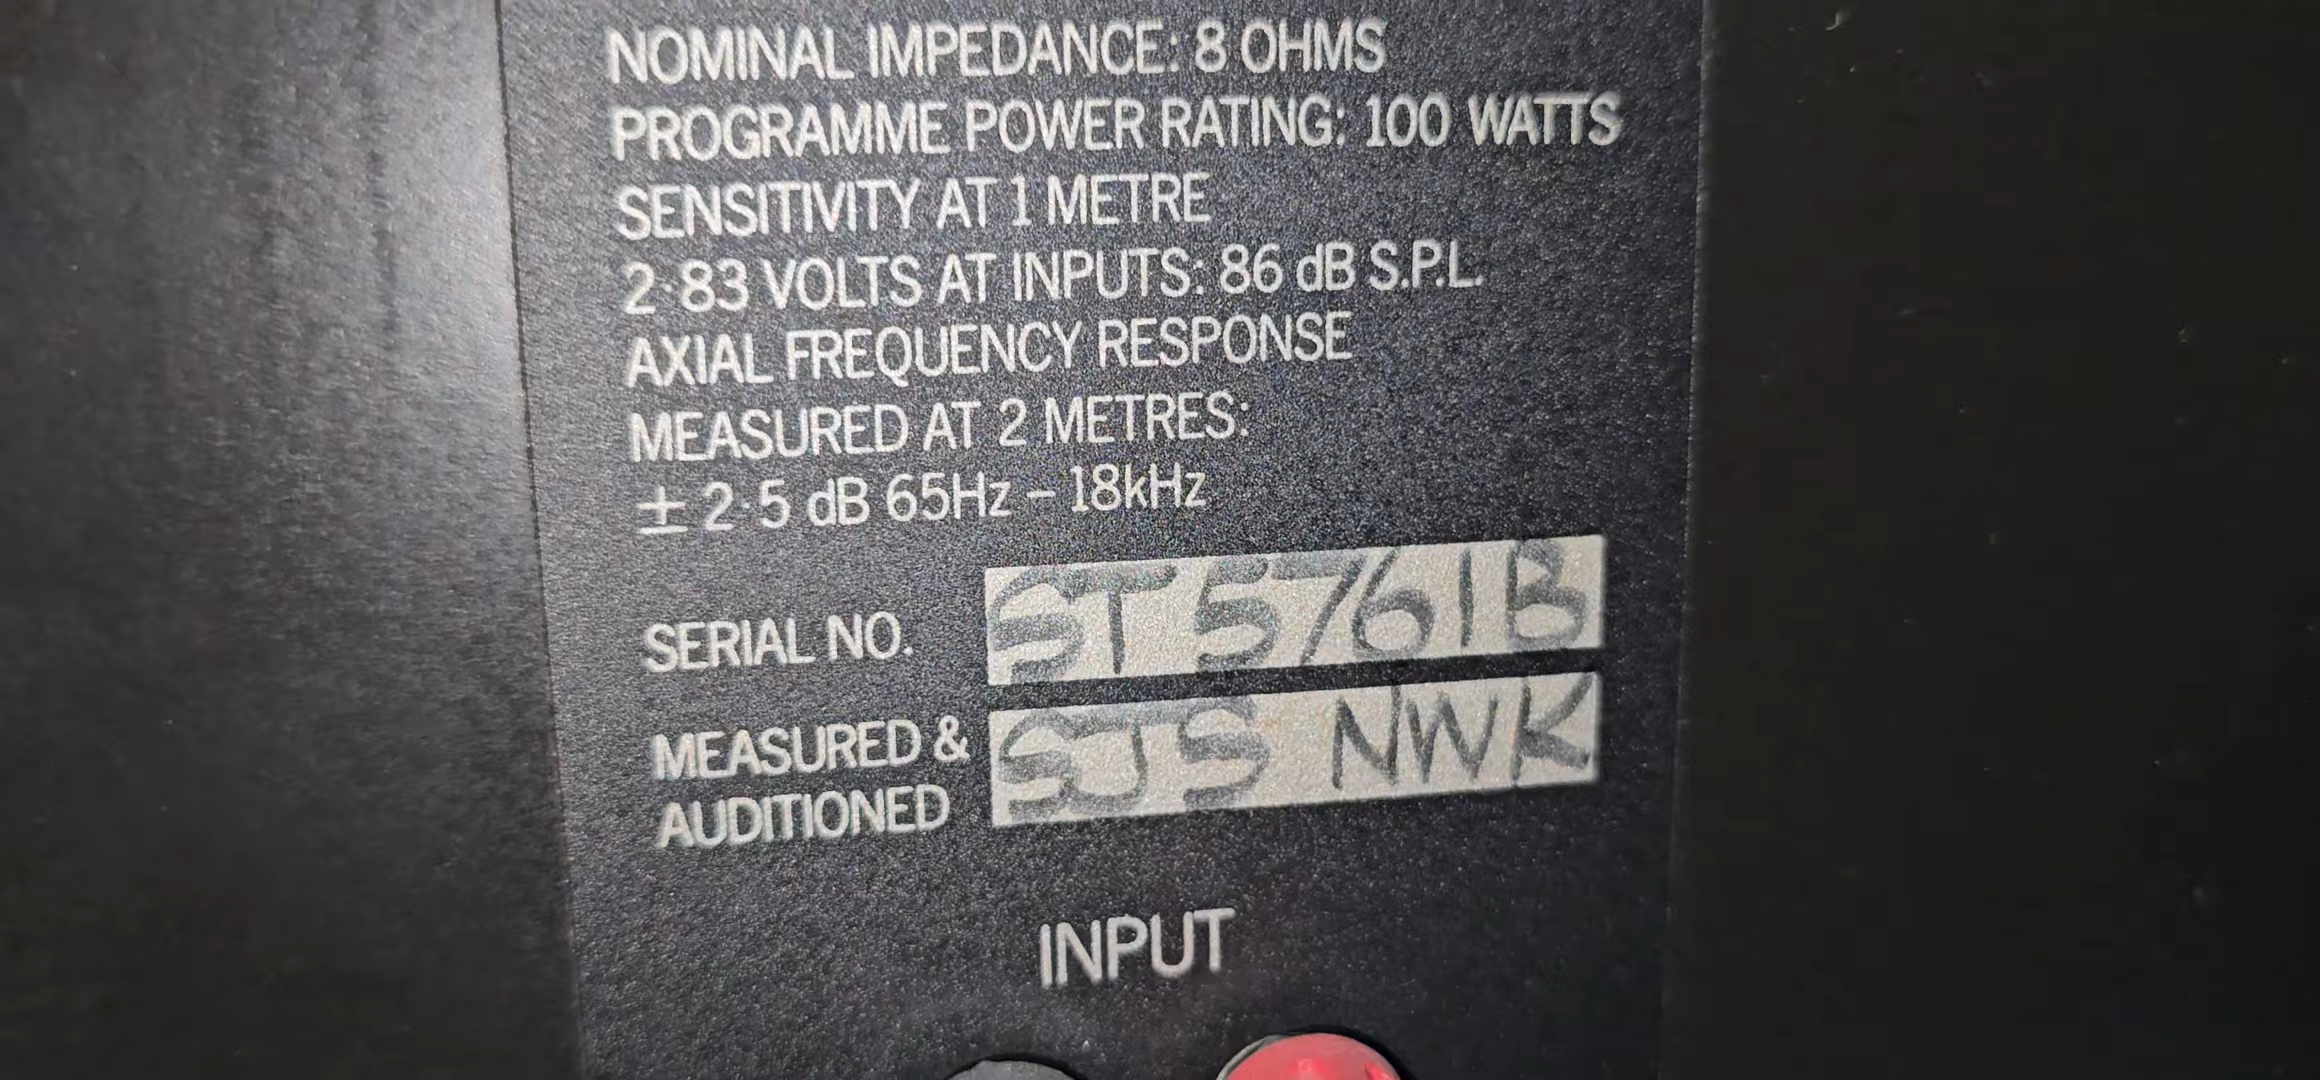 NOMINAL IMPEDANCE: 8 OHMS
PROGRAMME POWER RATING: 100 WATTS
SENSITIVITY AT 1 METRE
2·83 VOLTS AT INPUTS: 86 dB S.P.L.
AXIAL FREQUENCY RESPONSE
MEASURED AT 2 METRES:
± 2·5 dB 65Hz – 18kHz
SERIAL NO. ST5761B
MEASURED & SJS NWK
AUDITIONED
INPUT